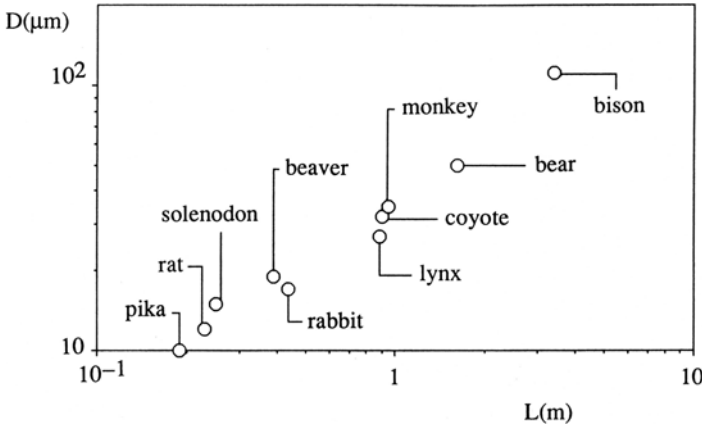 D(μm)
10²
monkey
bison
beaver
bear
solenodon
coyote
rat
lynx
pika
rabbit
10
10⁻¹
1
10
L(m)